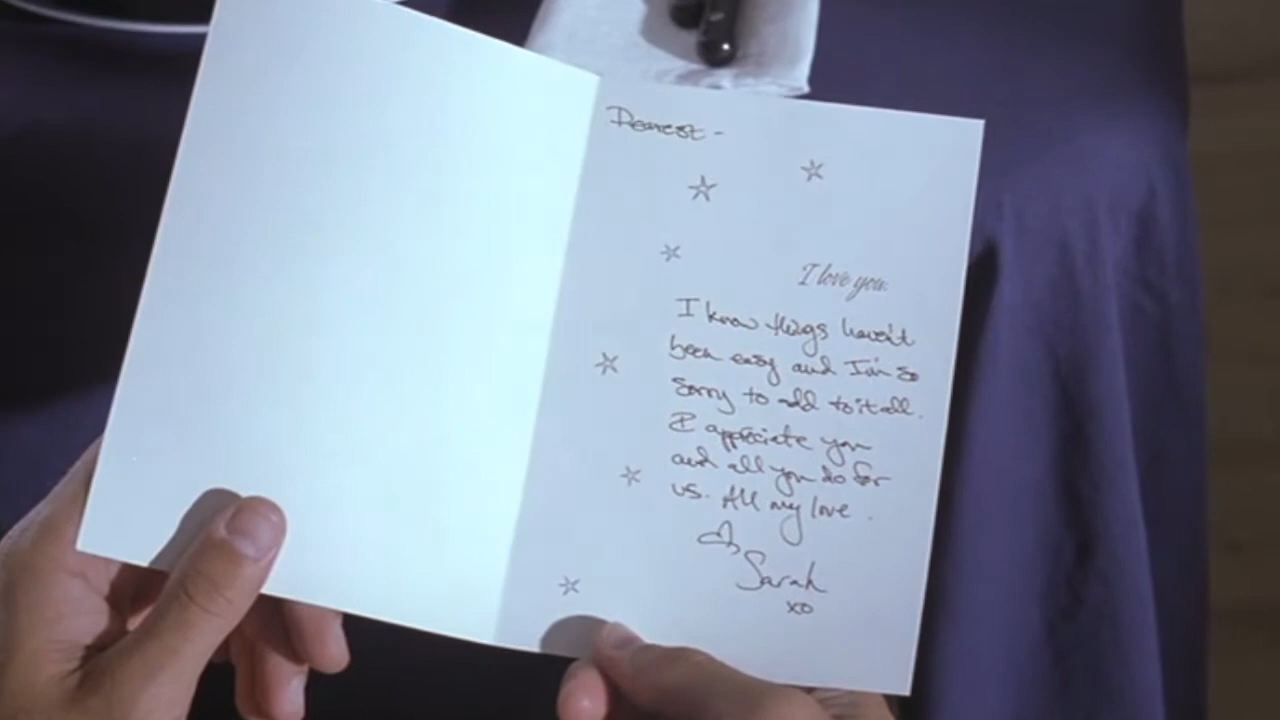 Dearest -
I love you.
I know things haven't
been easy and I'm so
sorry to add to it all.
I appreciate you
and all you do for
us. All my love.
Sarah
xo